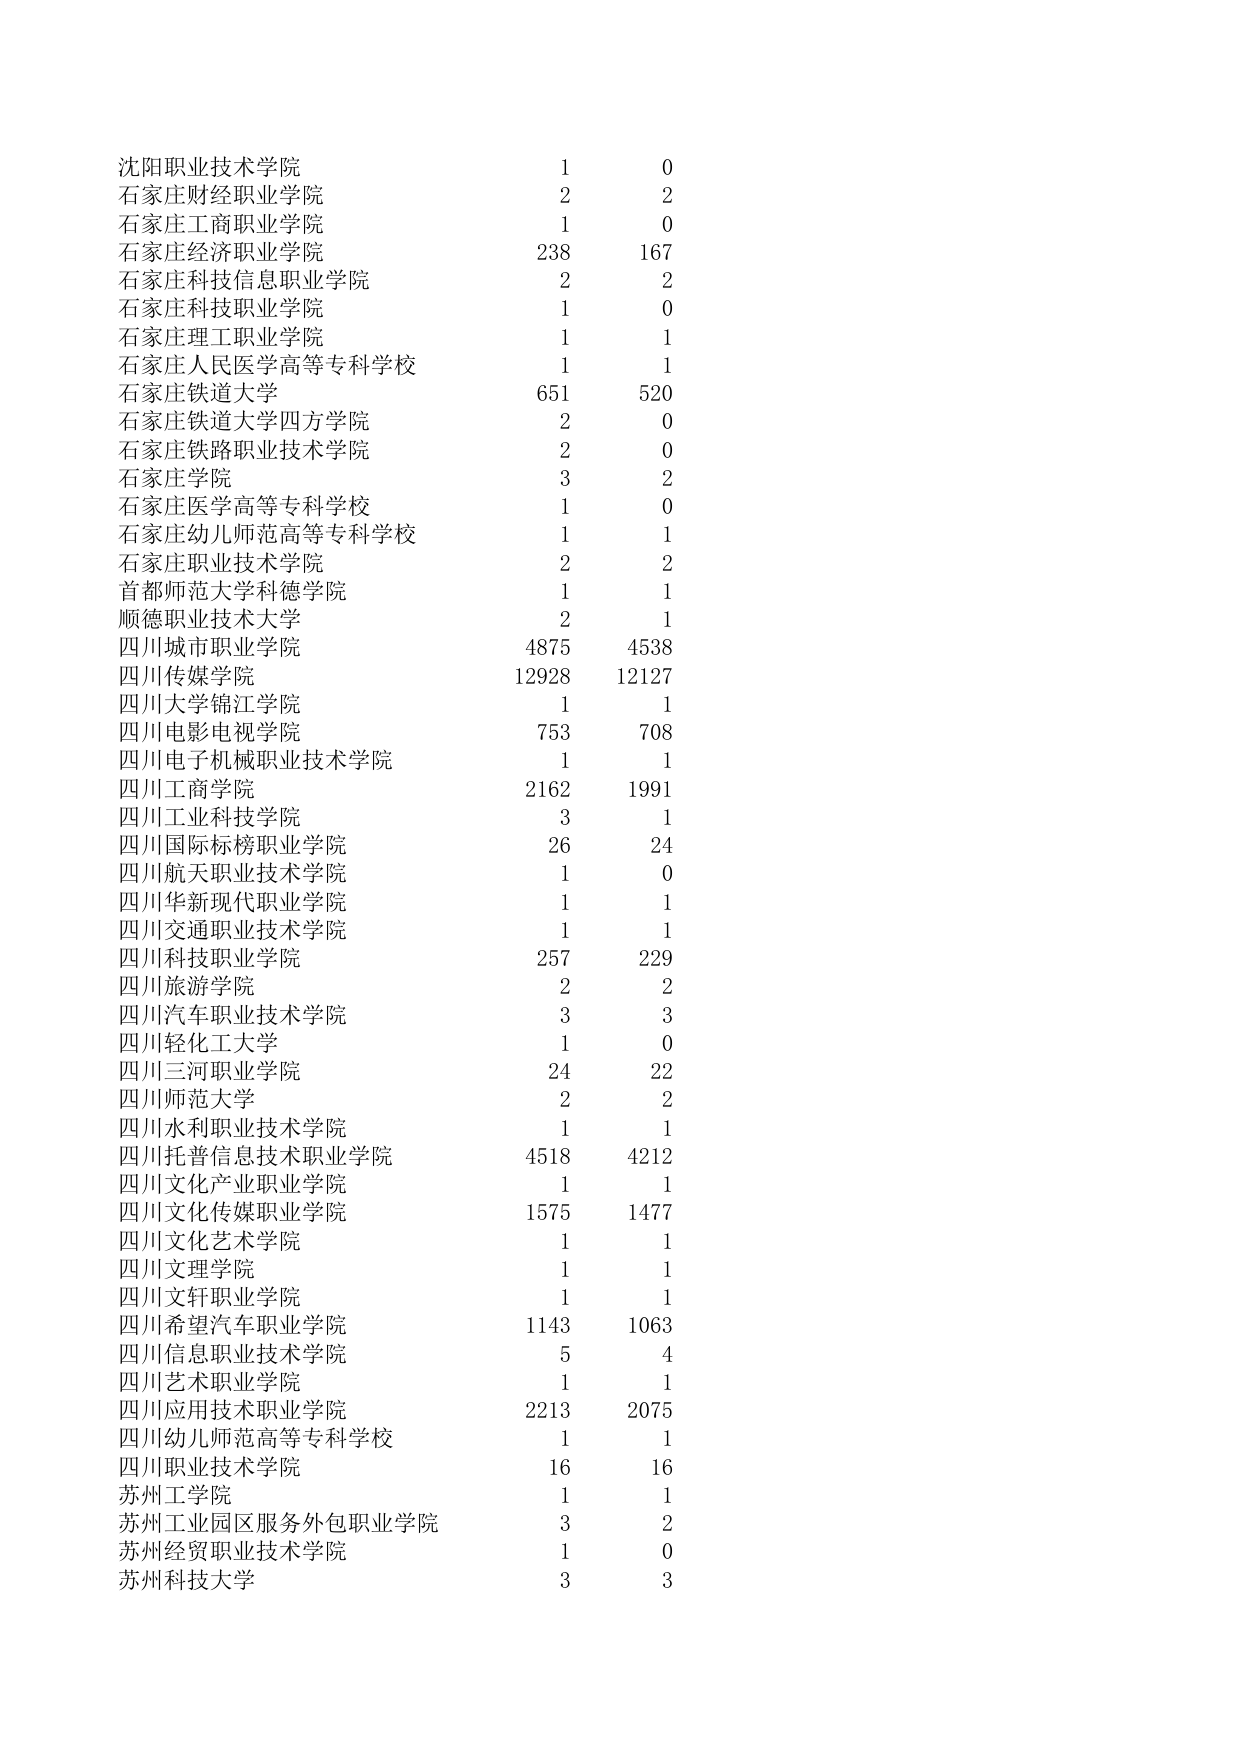 沈阳职业技术学院 1 0
石家庄财经职业学院 2 2
石家庄工商职业学院 1 0
石家庄经济职业学院 238 167
石家庄科技信息职业学院 2 2
石家庄科技职业学院 1 0
石家庄理工职业学院 1 1
石家庄人民医学高等专科学校 1 1
石家庄铁道大学 651 520
石家庄铁道大学四方学院 2 0
石家庄铁路职业技术学院 2 0
石家庄学院 3 2
石家庄医学高等专科学校 1 0
石家庄幼儿师范高等专科学校 1 1
石家庄职业技术学院 2 2
首都师范大学科德学院 1 1
顺德职业技术大学 2 1
四川城市职业学院 4875 4538
四川传媒学院 12928 12127
四川大学锦江学院 1 1
四川电影电视学院 753 708
四川电子机械职业技术学院 1 1
四川工商学院 2162 1991
四川工业科技学院 3 1
四川国际标榜职业学院 26 24
四川航天职业技术学院 1 0
四川华新现代职业学院 1 1
四川交通职业技术学院 1 1
四川科技职业学院 257 229
四川旅游学院 2 2
四川汽车职业技术学院 3 3
四川轻化工大学 1 0
四川三河职业学院 24 22
四川师范大学 2 2
四川水利职业技术学院 1 1
四川托普信息技术职业学院 4518 4212
四川文化产业职业学院 1 1
四川文化传媒职业学院 1575 1477
四川文化艺术学院 1 1
四川文理学院 1 1
四川文轩职业学院 1 1
四川希望汽车职业学院 1143 1063
四川信息职业技术学院 5 4
四川艺术职业学院 1 1
四川应用技术职业学院 2213 2075
四川幼儿师范高等专科学校 1 1
四川职业技术学院 16 16
苏州工学院 1 1
苏州工业园区服务外包职业学院 3 2
苏州经贸职业技术学院 1 0
苏州科技大学 3 3